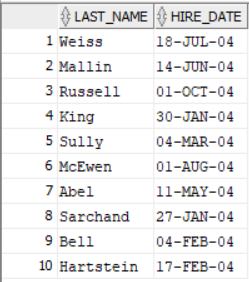 LAST_NAME HIRE_DATE
1 Weiss 18-JUL-04
2 Mallin 14-JUN-04
3 Russell 01-OCT-04
4 King 30-JAN-04
5 Sully 04-MAR-04
6 McEwen 01-AUG-04
7 Abel 11-MAY-04
8 Sarchand 27-JAN-04
9 Bell 04-FEB-04
10 Hartstein 17-FEB-04